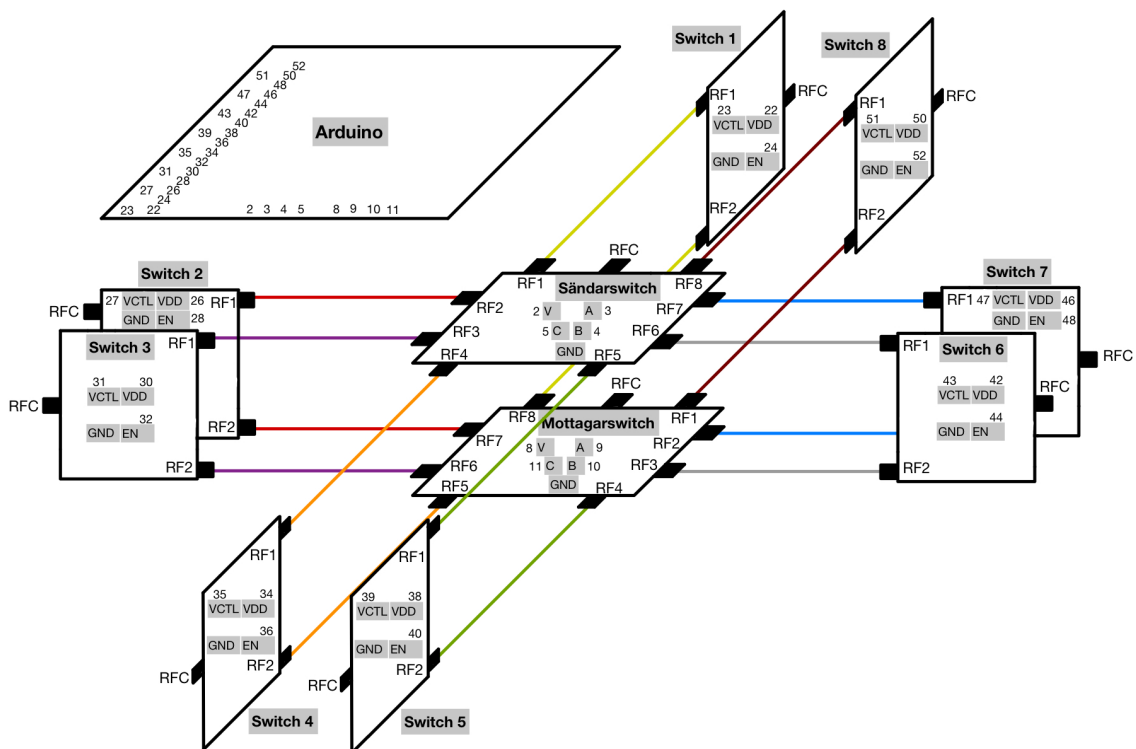 Switch 1
Switch 8
52
51 50
48
47 46
44
43 42
40
39 38
36
35 34
32
31 30
28
27 26
24
23 22
2 3 4 5 8 9 10 11
Arduino
RF1
RFC
23 22
VCTL VDD
24
GND EN
RF2
RF1
RFC
51 50
VCTL VDD
52
GND EN
RF2
Switch 2
RFC
27 VCTL VDD 26
GND EN 28
RF1
RF2
Switch 3
RF1
31 30
VCTL VDD
RFC
32
GND EN
RF2
RFC
RF1 Sändarswitch RF8
RF2 RF7
2 V A 3
RF3 RF6
5 C B 4
GND
RF4 RF5
Switch 7
RF1 47 VCTL VDD 46
GND EN 48
RFC
Switch 6
RF1
43 42
VCTL VDD
RFC
44
GND EN
RF2
RFC
RF8 Mottagarswitch RF1
RF7 RF2
8 V A 9
RF6 RF3
11 C B 10
GND
RF5 RF4
RF1
35 34
VCTL VDD
36
GND EN
RF2
RFC
Switch 4
RF1
39 38
VCTL VDD
40
GND EN
RF2
RFC
Switch 5